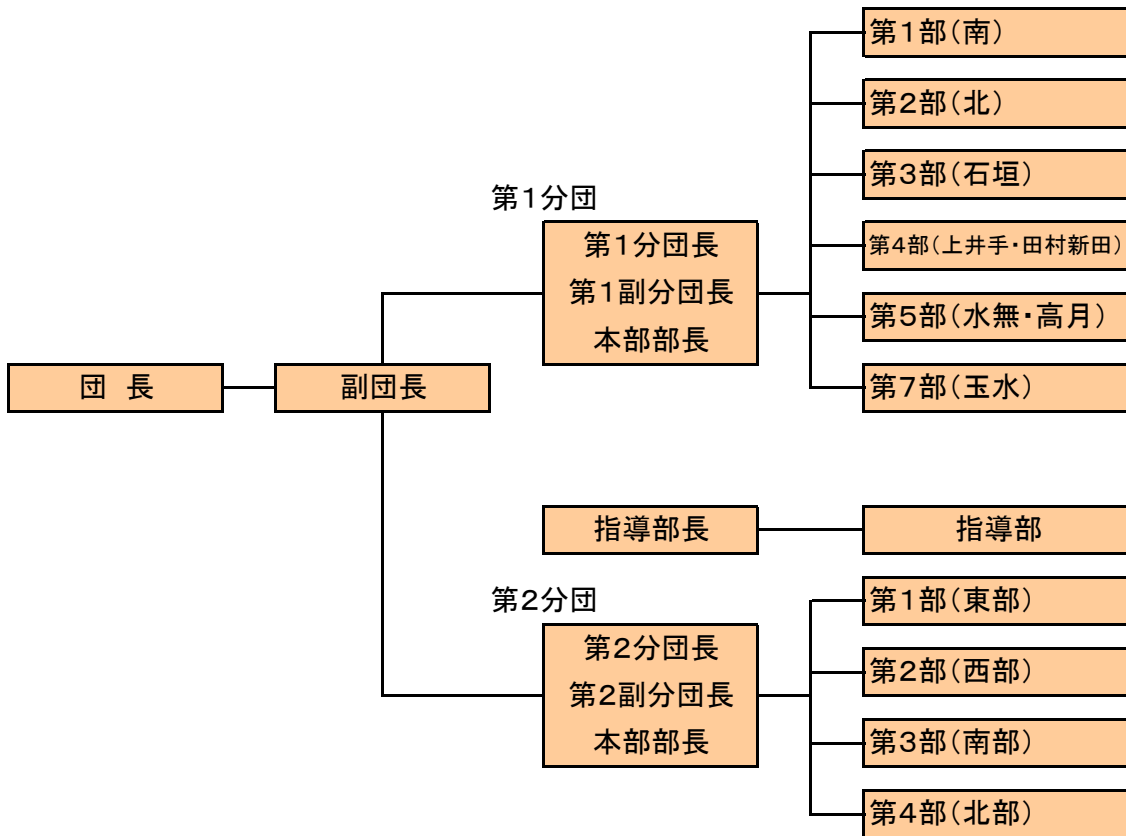 団 長
副団長
第1分団
第1分団長
第1副分団長
本部部長
第1部(南)
第2部(北)
第3部(石垣)
第4部(上井手・田村新田)
第5部(水無・高月)
第7部(玉水)
指導部長
指導部
第2分団
第2分団長
第2副分団長
本部部長
第1部(東部)
第2部(西部)
第3部(南部)
第4部(北部)